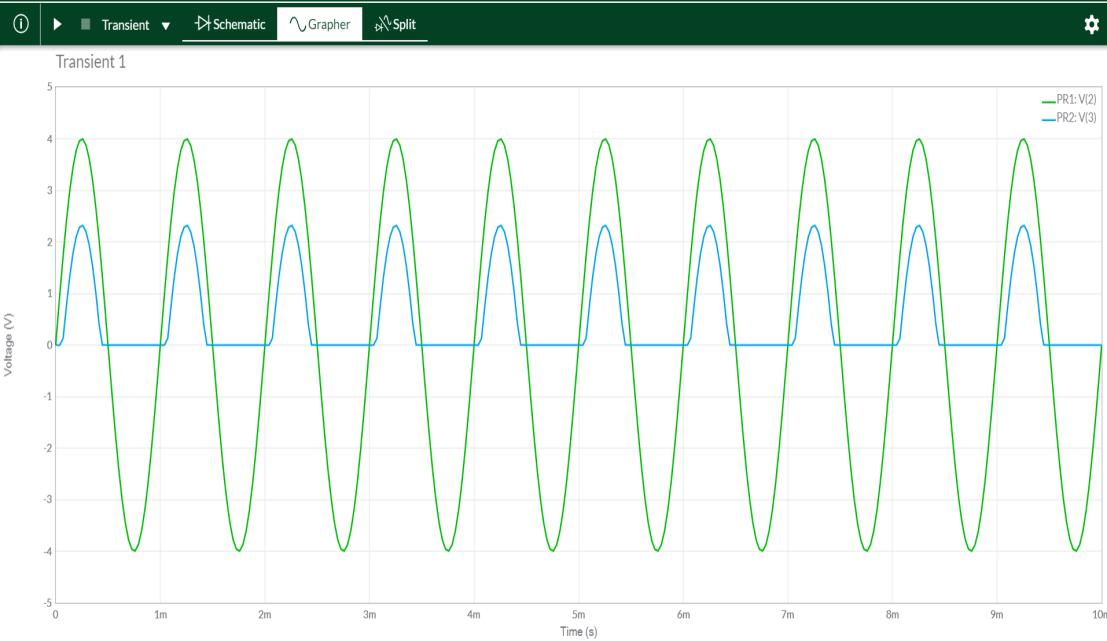 Transient
Schematic
Grapher
Split
Transient 1
PR1: V(2)
PR2: V(3)
5
4
3
2
1
0
-1
-2
-3
-4
-5
Voltage (V)
0 1m 2m 3m 4m 5m 6m 7m 8m 9m 10m
Time (s)